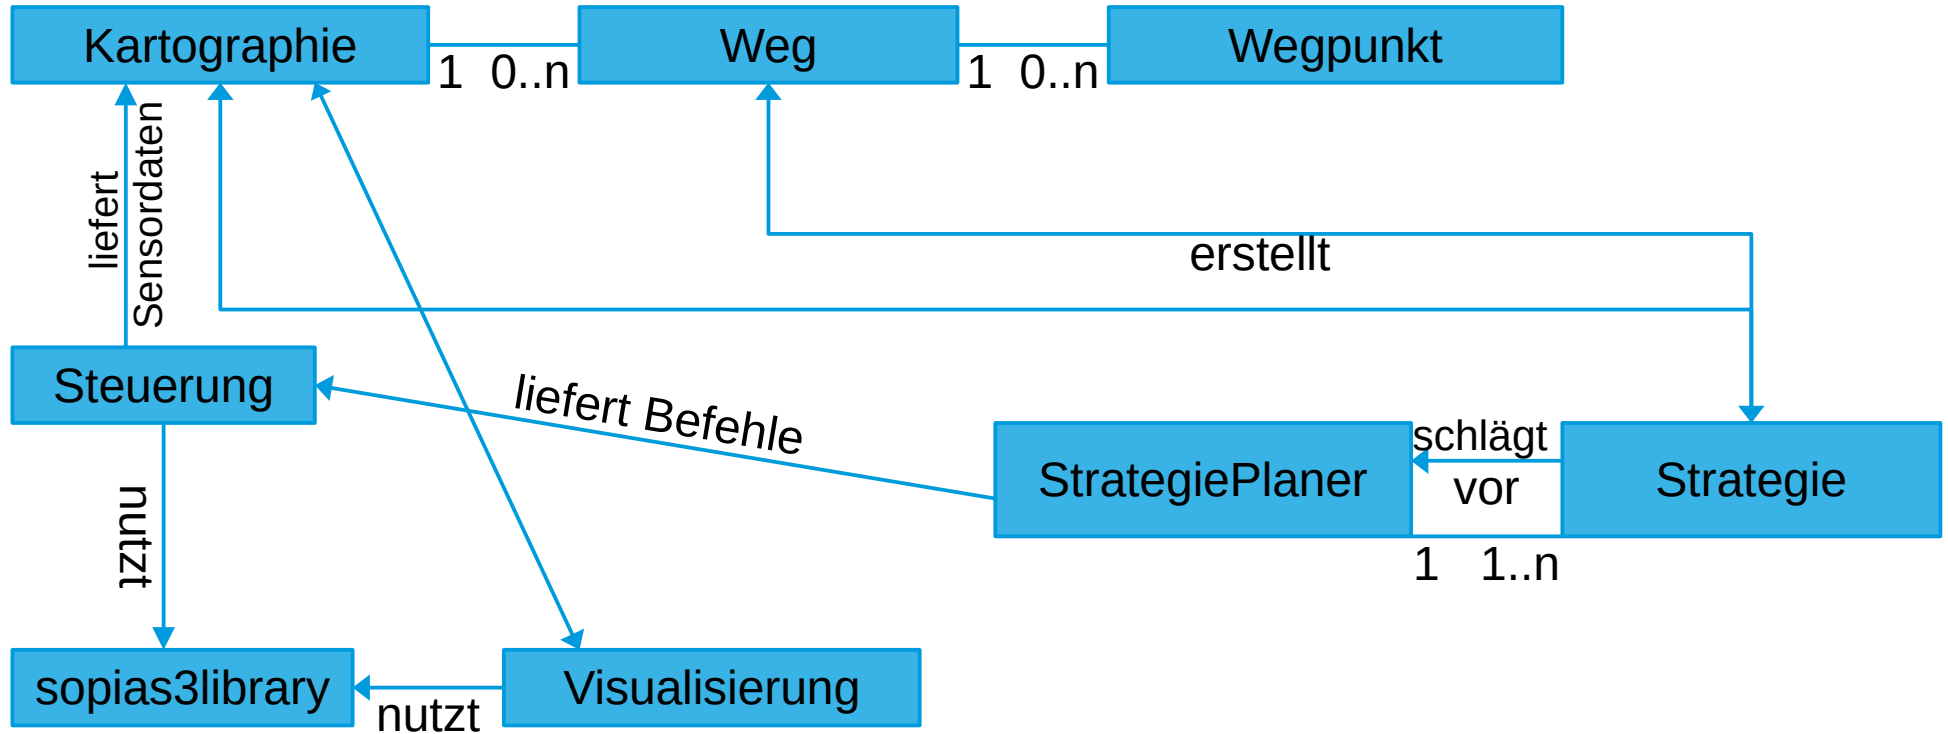 Kartographie
Weg
Wegpunkt
1 0..n
1 0..n
liefert
Sensordaten
erstellt
Steuerung
liefert Befehle
schlägt
StrategiePlaner
Strategie
vor
nutzt
1 1..n
sopias3library
Visualisierung
nutzt